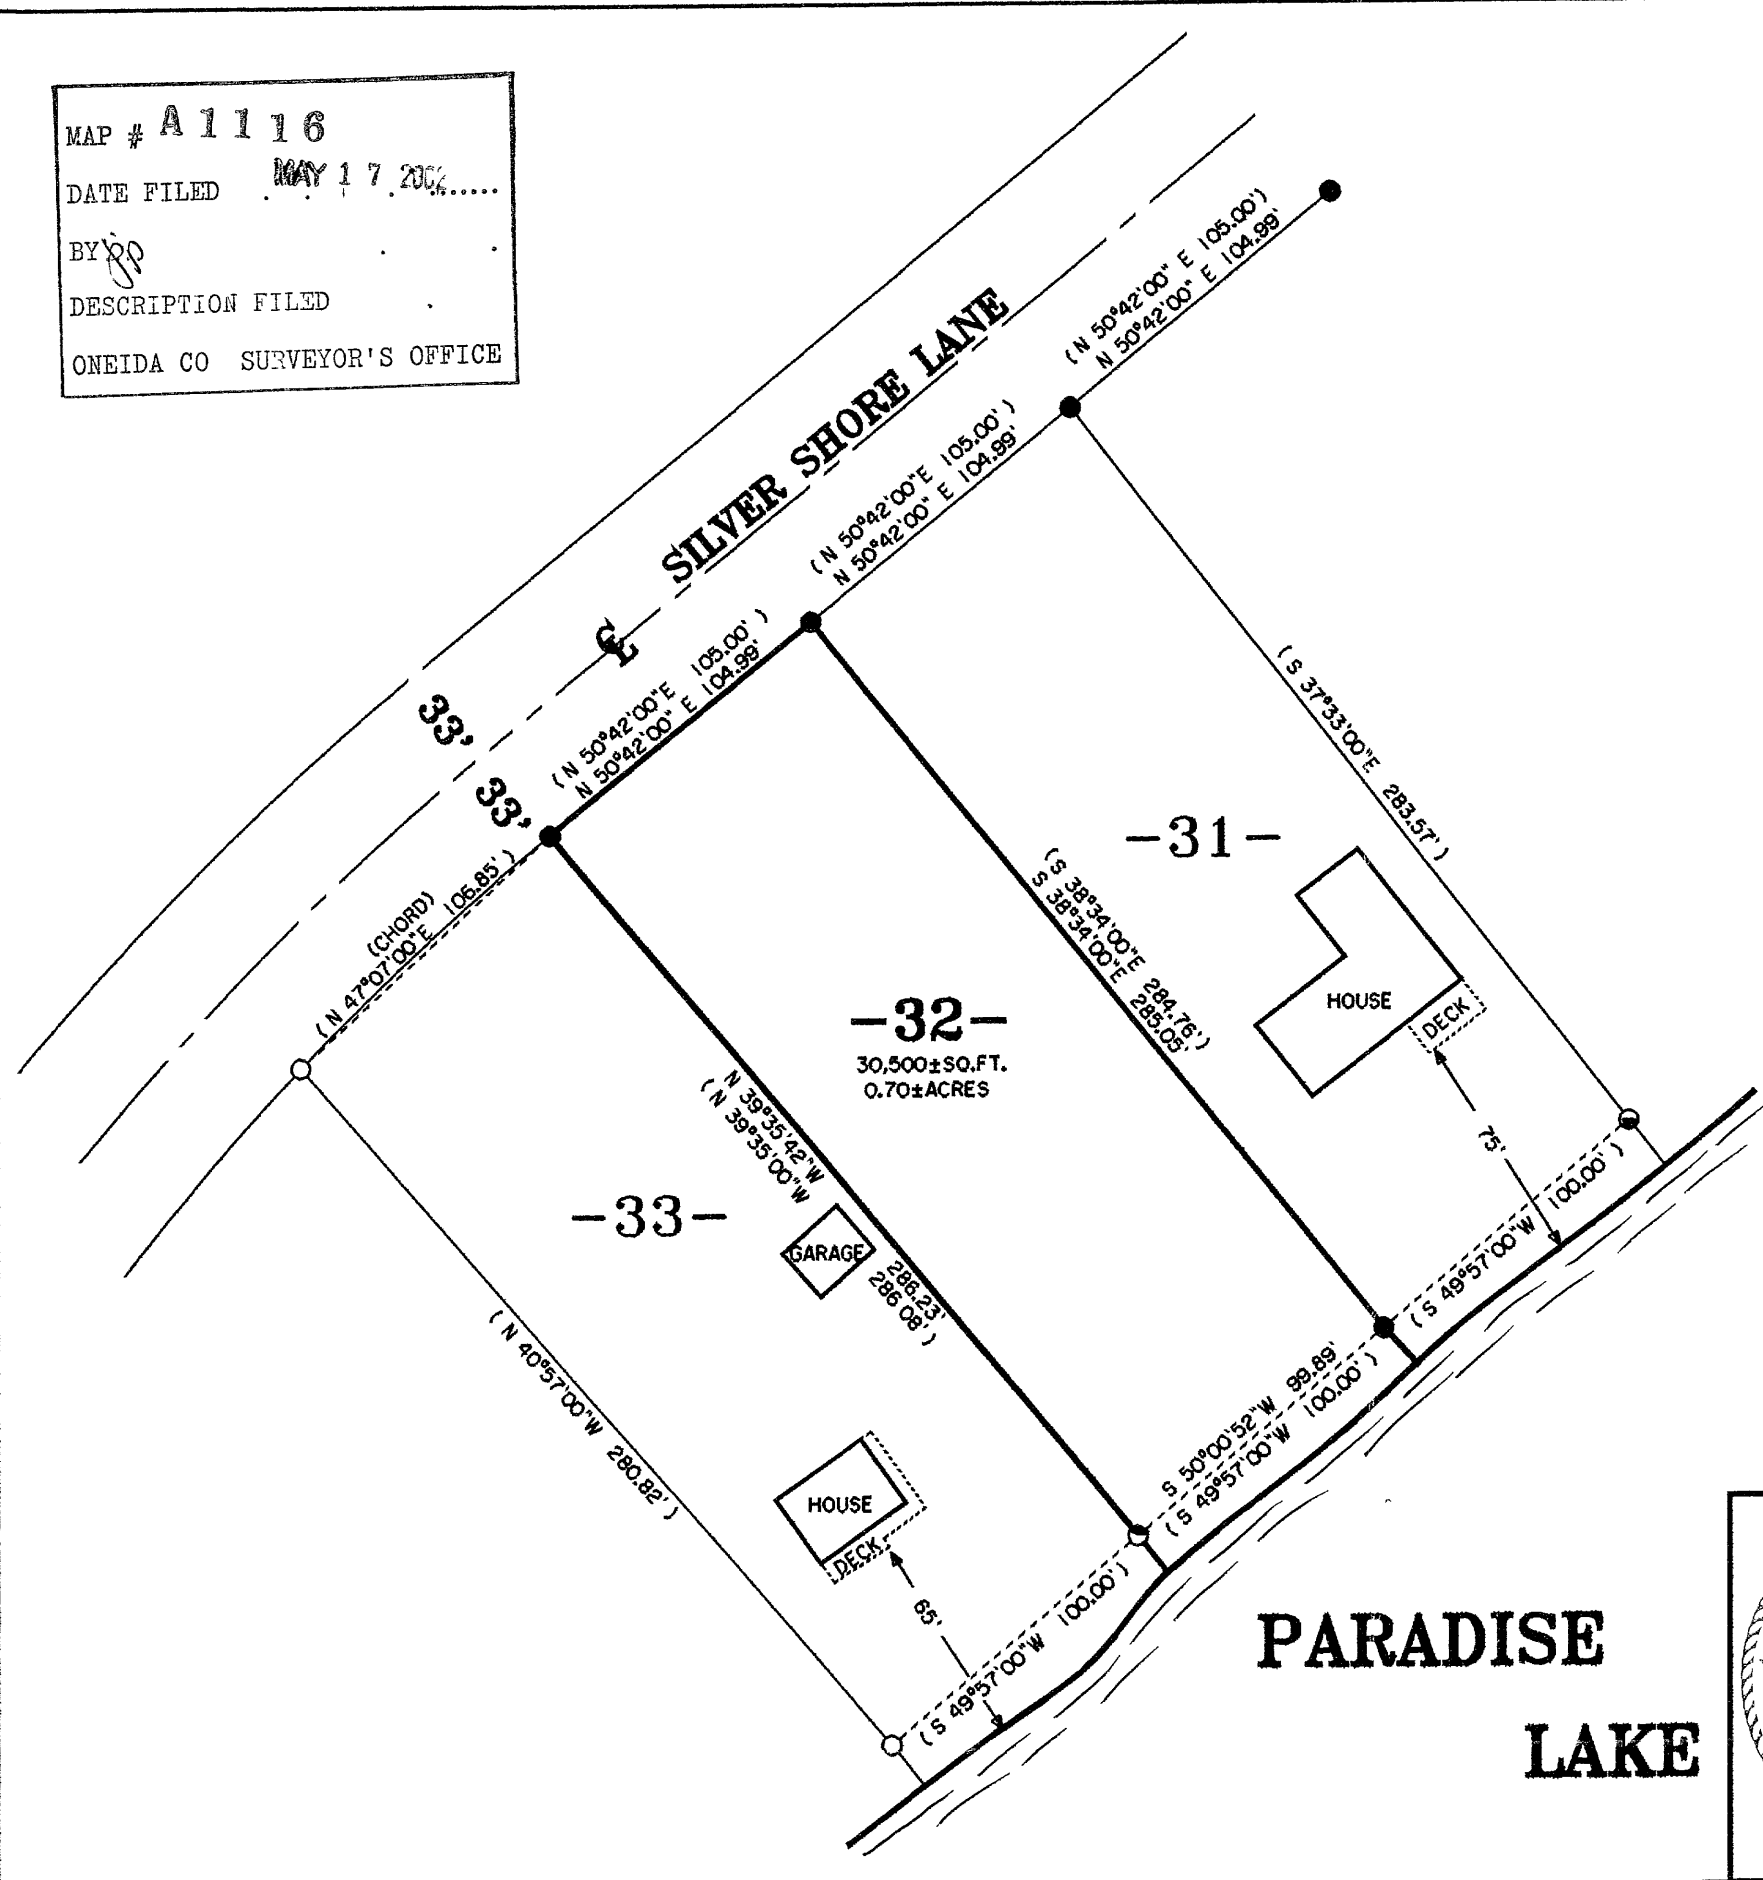 MAP # A1116
DATE FILED MAY 17 2002
BY
DESCRIPTION FILED
ONEIDA CO SURVEYOR'S OFFICE
(N 50°42'00" E 105.00')
N 50°42'00" E 104.99'
SILVER SHORE LANE
(N 50°42'00"E 105.00')
N 50°42'00" E 104.99'
CL
33'
33'
(N 50°42'00"E 105.00')
N 50°42'00" E 104.99'
(CHORD)
(N 47°07'00"E 106.85')
(S 37°33'00"E 283.57')
-31-
HOUSE
DECK
75'
(S 38°34'00"E 284.76')
S 38°34'00"E 285.05'
-32-
30,500±SQ.FT.
0.70±ACRES
N 39°35'42"W 286.23'
(N 39°35'00"W 286 08')
-33-
GARAGE
(N 40°57'00"W 280.82')
HOUSE
DECK
65'
(S 49°57'00"W 100.00')
S 50°00'52"W 99.89'
(S 49°57'00"W 100.00')
(S 49°57'00"W 100.00')
PARADISE
LAKE